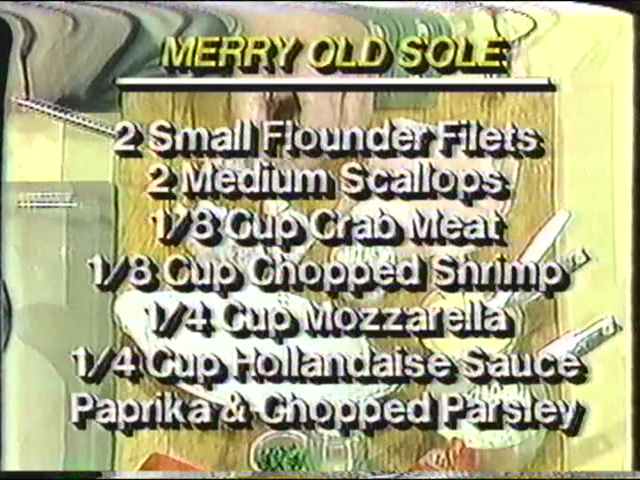 MERRY OLD SOLE
2 Small Flounder Filets
2 Medium Scallops
1/8 Cup Crab Meat
1/8 Cup Chopped Shrimp
1/4 Cup Mozzarella
1/4 Cup Hollandaise Sauce
Paprika & Chopped Parsley